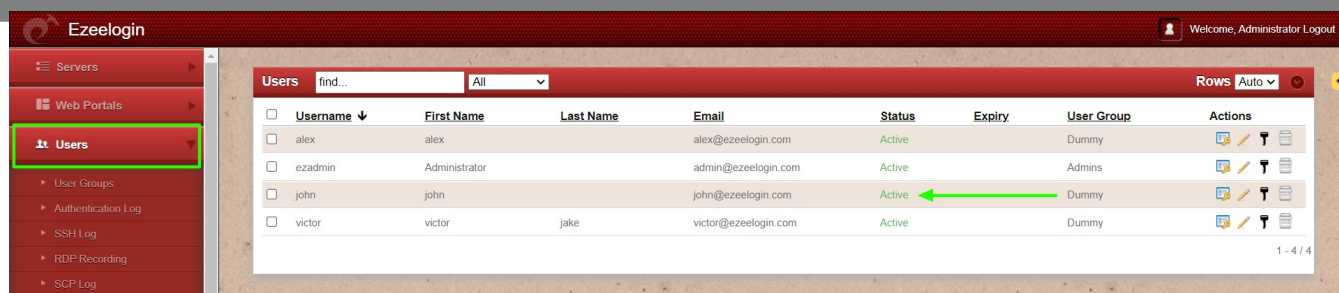 Ezeelogin
Welcome, Administrator Logout
Servers
Web Portals
Users
User Groups
Authentication Log
SSH Log
RDP Recording
SCP Log
Users find... All Rows Auto
Username First Name Last Name Email Status Expiry User Group Actions
alex alex alex@ezeelogin.com Active Dummy
ezadmin Administrator admin@ezeelogin.com Active Admins
john john john@ezeelogin.com Active Dummy
victor victor jake victor@ezeelogin.com Active Dummy
1 - 4 / 4